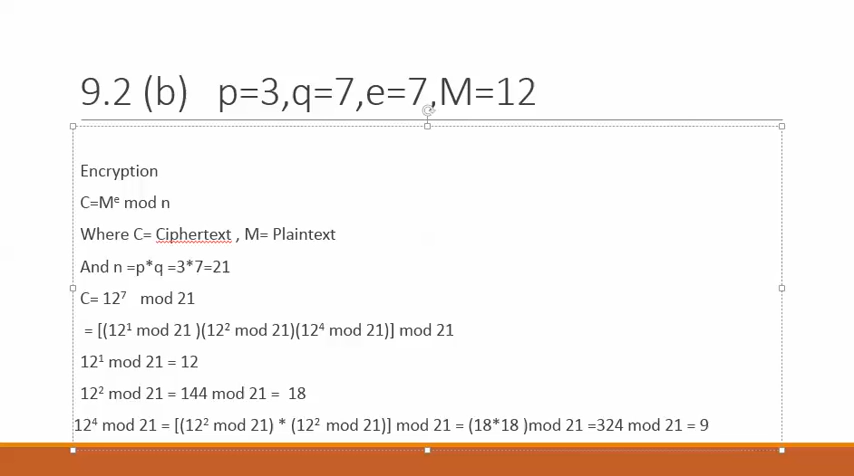 9.2 (b) p=3,q=7,e=7,M=12
Encryption
C=Mᵉ mod n
Where C= Ciphertext , M= Plaintext
And n =p*q =3*7=21
C= 12⁷ mod 21
= [(12¹ mod 21 )(12² mod 21)(12⁴ mod 21)] mod 21
12¹ mod 21 = 12
12² mod 21 = 144 mod 21 = 18
12⁴ mod 21 = [(12² mod 21) * (12² mod 21)] mod 21 = (18*18 )mod 21 =324 mod 21 = 9